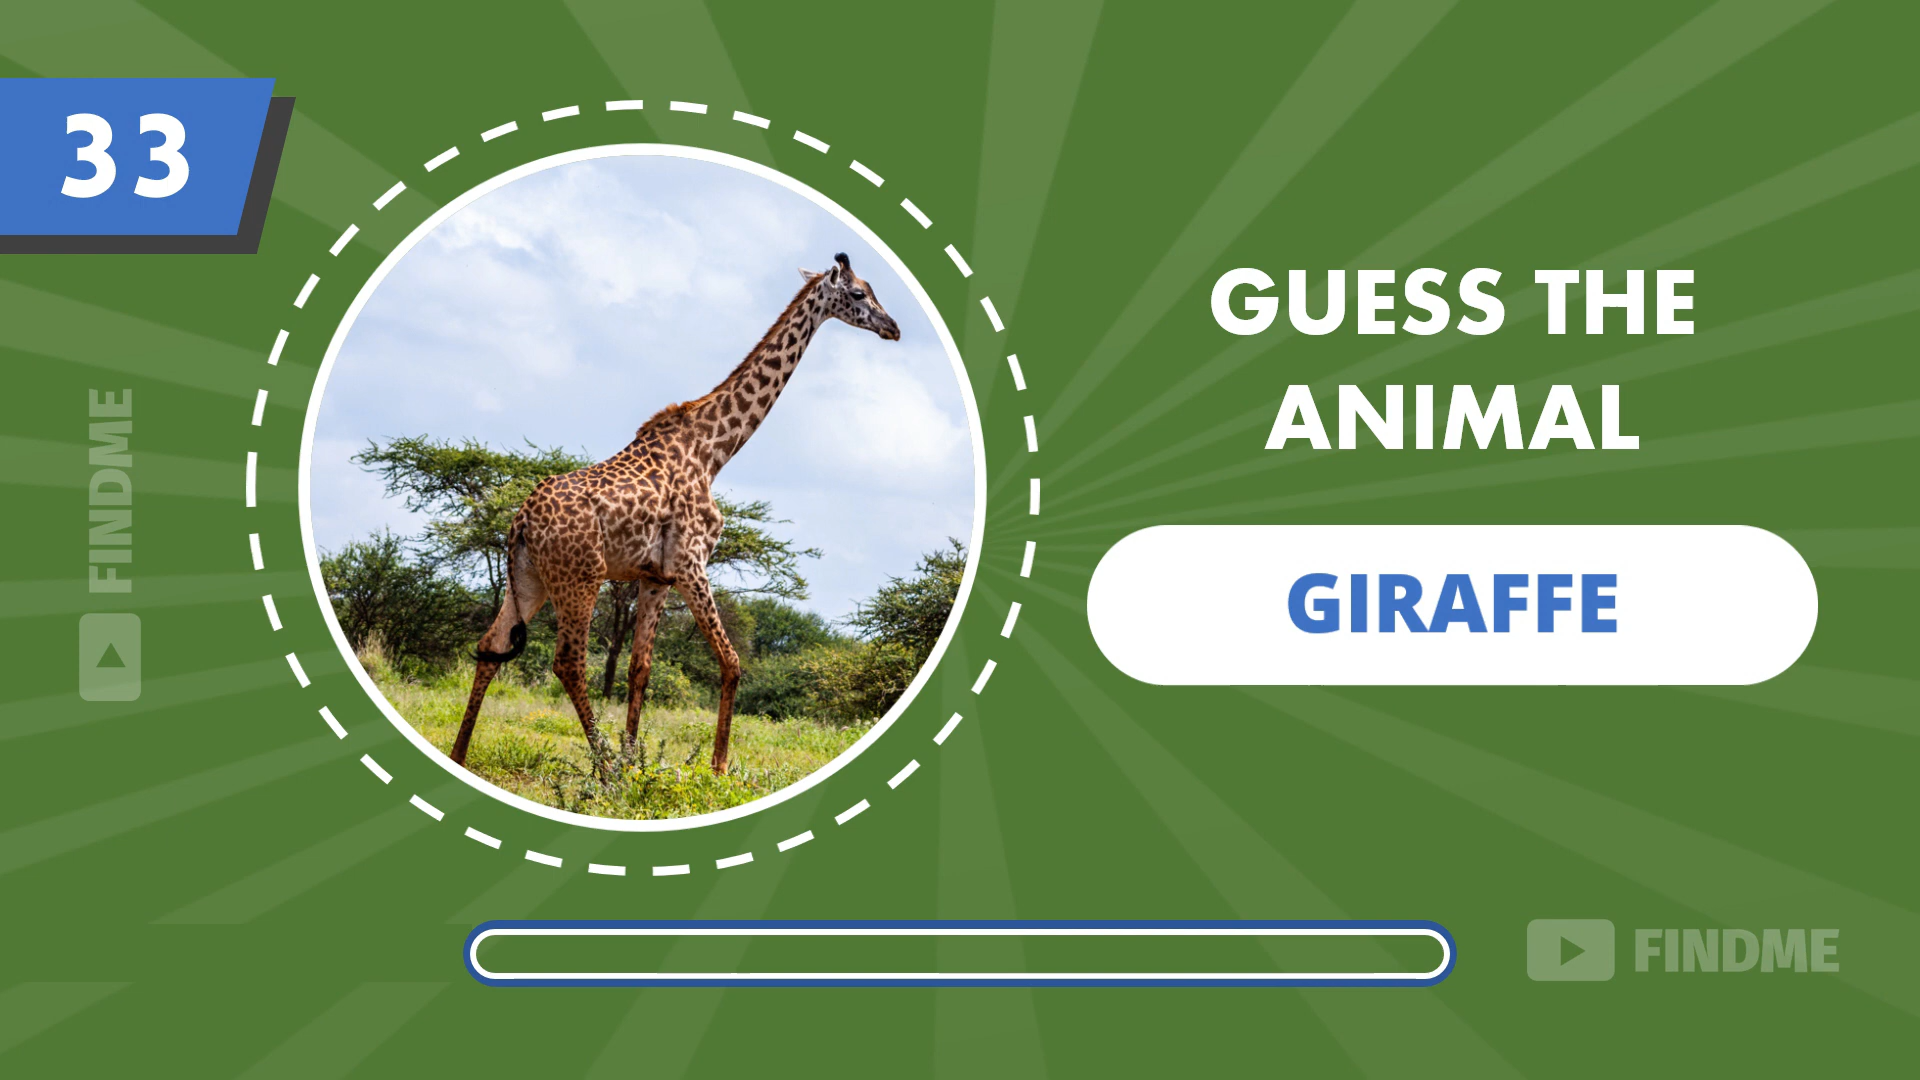 33
GUESS THE
ANIMAL
GIRAFFE
FINDME
FINDME